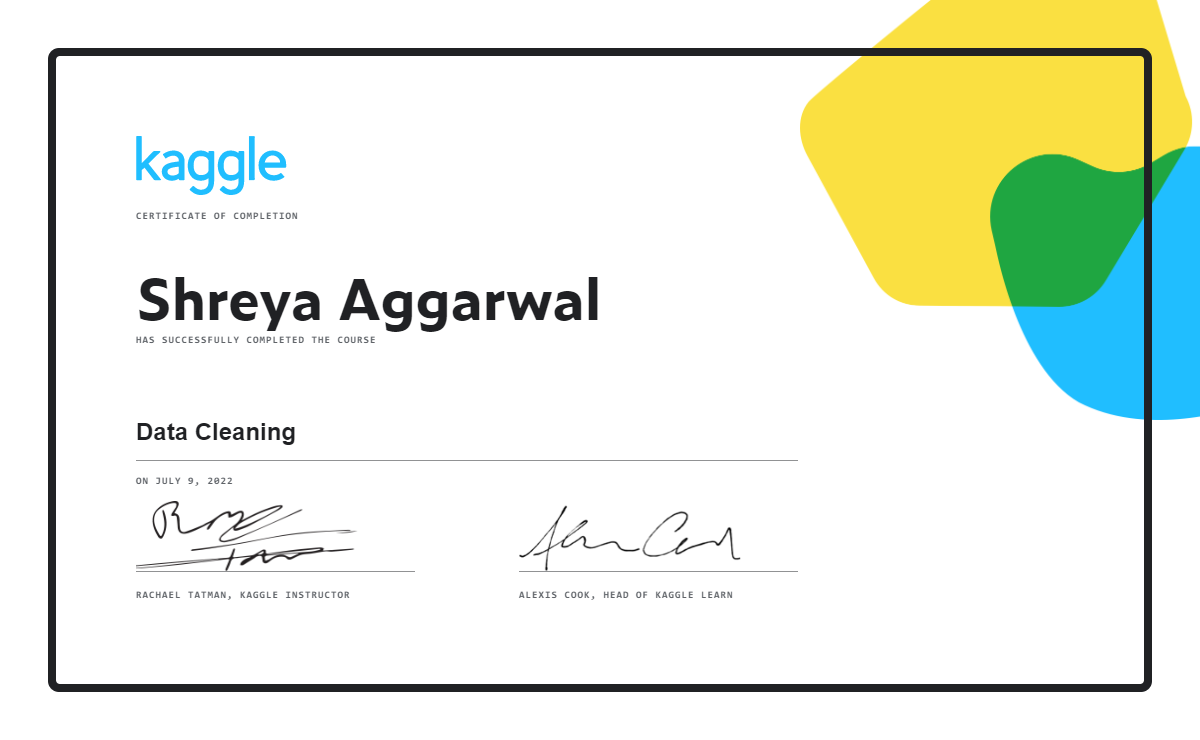 kaggle
CERTIFICATE OF COMPLETION
Shreya Aggarwal
HAS SUCCESSFULLY COMPLETED THE COURSE
Data Cleaning
ON JULY 9, 2022
RACHAEL TATMAN, KAGGLE INSTRUCTOR
ALEXIS COOK, HEAD OF KAGGLE LEARN